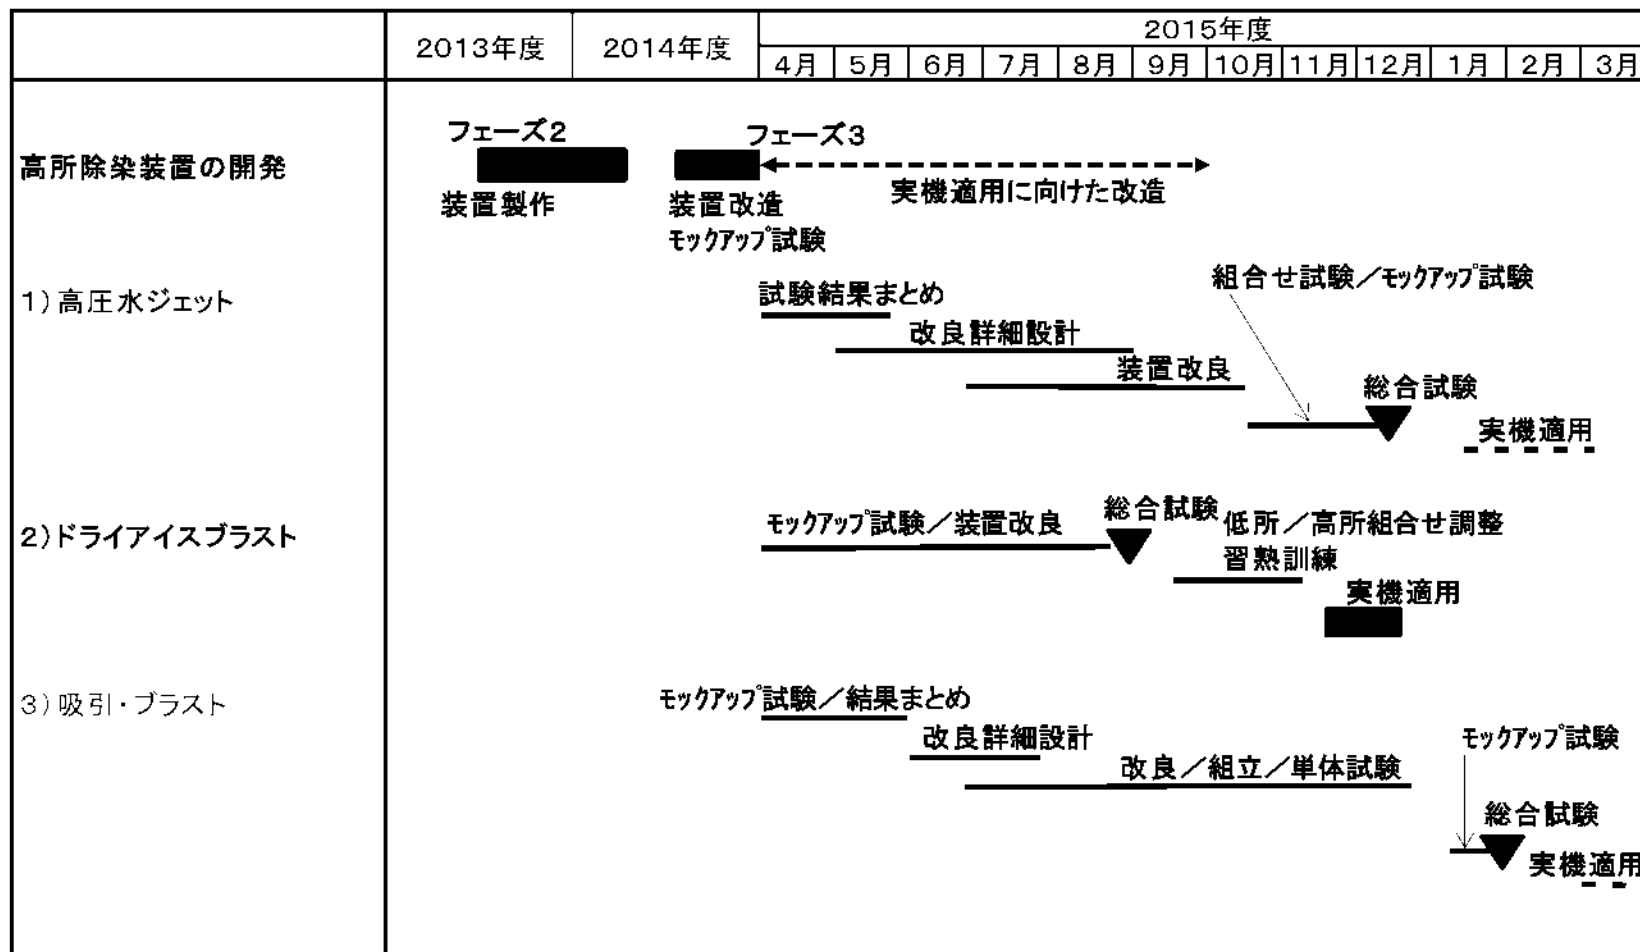 2013年度
2014年度
2015年度
4月
5月
6月
7月
8月
9月
10月
11月
12月
1月
2月
3月
高所除染装置の開発
フェーズ2
装置製作
フェーズ3
装置改造
モックアップ試験
実機適用に向けた改造
1)高圧水ジェット
試験結果まとめ
改良詳細設計
装置改良
組合せ試験/モックアップ試験
総合試験
実機適用
2)ドライアイスブラスト
モックアップ試験/装置改良
総合試験
低所/高所組合せ調整
習熟訓練
実機適用
3)吸引・ブラスト
モックアップ試験/結果まとめ
改良詳細設計
改良/組立/単体試験
モックアップ試験
総合試験
実機適用